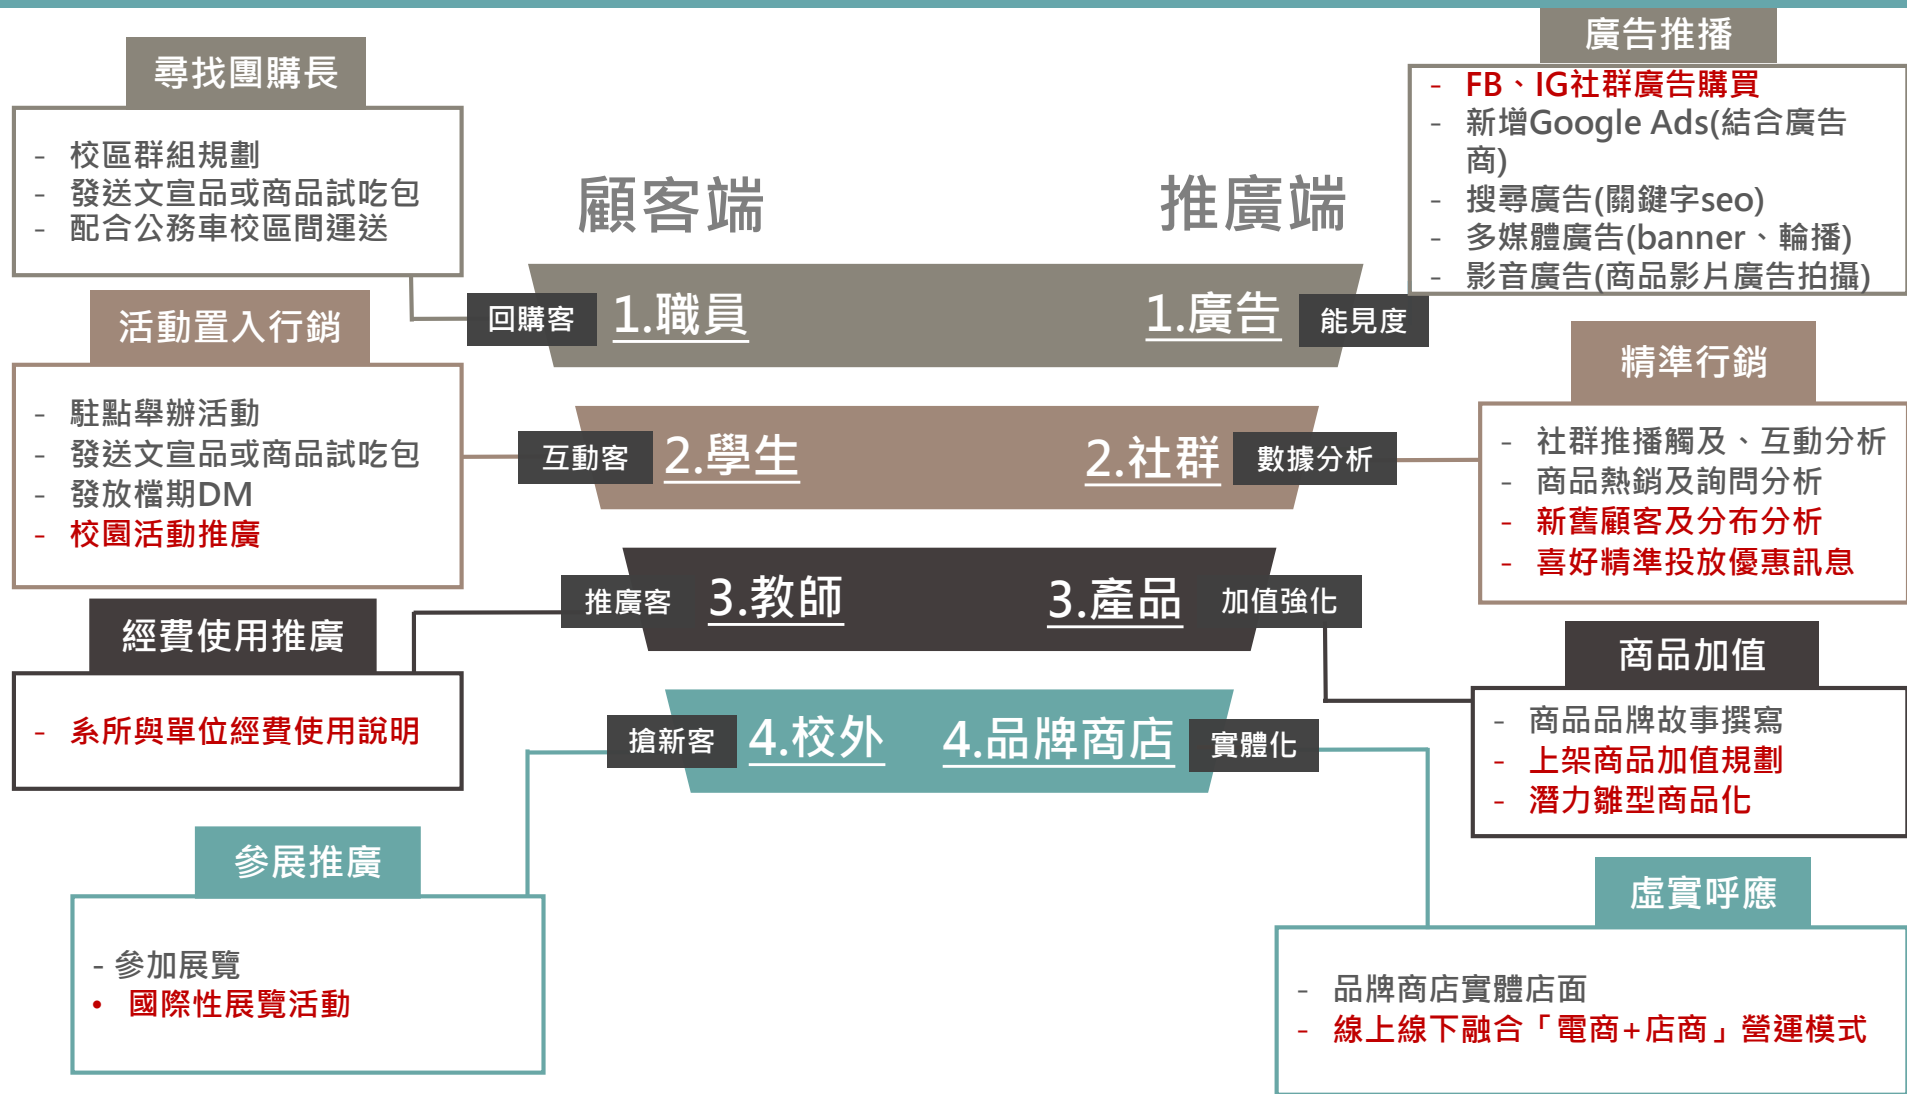 尋找團購長
- 校區群組規劃
- 發送文宣品或商品試吃包
- 配合公務車校區間運送
活動置入行銷
- 駐點舉辦活動
- 發送文宣品或商品試吃包
- 發放檔期DM
- 校園活動推廣
經費使用推廣
- 系所與單位經費使用說明
參展推廣
- 參加展覽
• 國際性展覽活動
顧客端
推廣端
回購客
1.職員
1.廣告
能見度
互動客
2.學生
2.社群
數據分析
推廣客
3.教師
3.產品
加值強化
搶新客
4.校外
4.品牌商店
實體化
廣告推播
- FB、IG社群廣告購買
- 新增Google Ads(結合廣告
商)
- 搜尋廣告(關鍵字seo)
- 多媒體廣告(banner、輪播)
- 影音廣告(商品影片廣告拍攝)
精準行銷
- 社群推播觸及、互動分析
- 商品熱銷及詢問分析
- 新舊顧客及分布分析
- 喜好精準投放優惠訊息
商品加值
- 商品品牌故事撰寫
- 上架商品加值規劃
- 潛力雛型商品化
虛實呼應
- 品牌商店實體店面
- 線上線下融合「電商+店商」營運模式